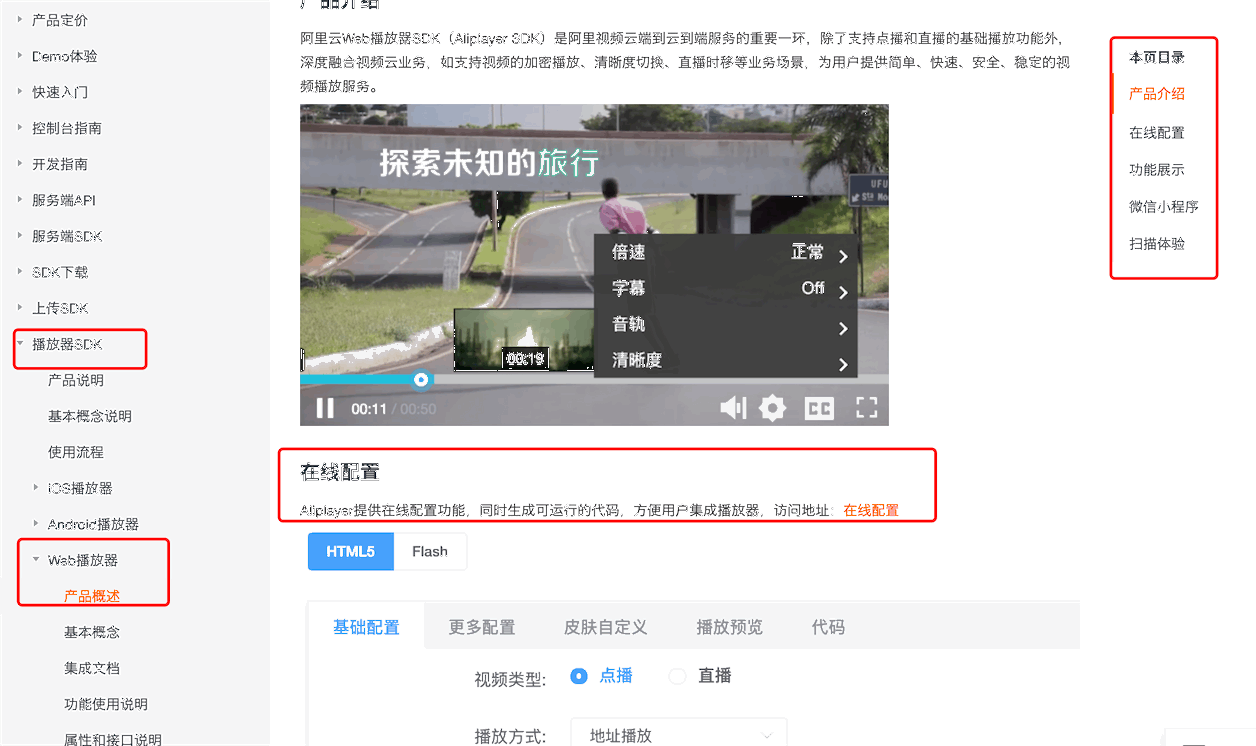 产品定价
Demo体验
快速入门
控制台指南
开发指南
服务端API
服务端SDK
SDK下载
上传SDK
播放器SDK
产品说明
基本概念说明
使用流程
iOS播放器
Android播放器
Web播放器
产品概述
基本概念
集成文档
功能使用说明
属性和接口说明
产品介绍
阿里云Web播放器SDK（Aliplayer SDK）是阿里视频云端到云到端服务的重要一环，除了支持点播和直播的基础播放功能外，
深度融合视频云业务，如支持视频的加密播放、清晰度切换、直播时移等业务场景，为用户提供简单、快速、安全、稳定的视
频播放服务。
探索未知的旅行
UFU
Sta Mo
倍速 正常
字幕 Off
音轨
清晰度
00:19
00:11 / 00:50
CC
在线配置
Aliplayer提供在线配置功能，同时生成可运行的代码，方便用户集成播放器，访问地址：在线配置
HTML5 Flash
基础配置 更多配置 皮肤自定义 播放预览 代码
视频类型: 点播 直播
播放方式: 地址播放
本页目录
产品介绍
在线配置
功能展示
微信小程序
扫描体验